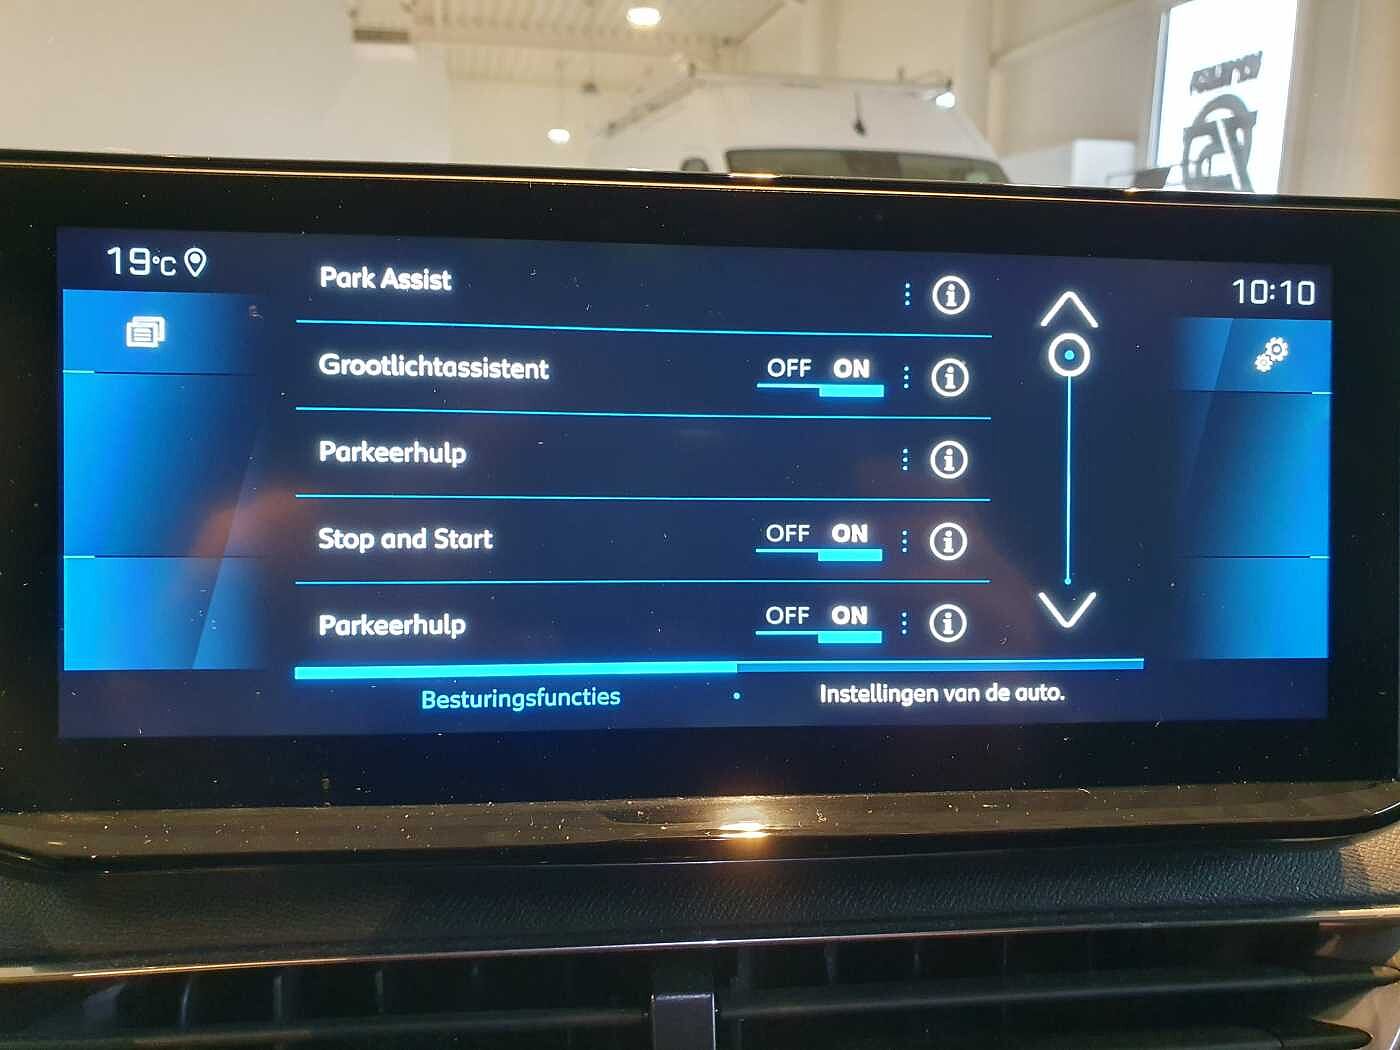 19°C
10:10
Park Assist
Grootlichtassistent OFF ON
Parkeerhulp
Stop and Start OFF ON
Parkeerhulp OFF ON
Besturingsfuncties • Instellingen van de auto.